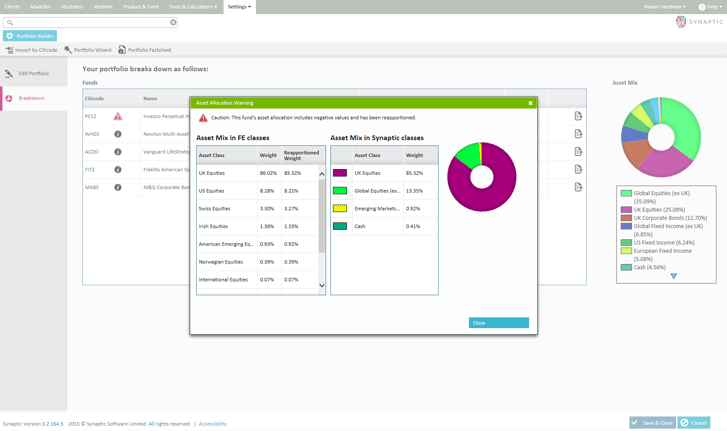 Clients Modeller Illustrator Webline Product & Fund Tools & Calculators Settings Naomi Hardman Help
SYNAPTIC
Portfolio Builder
Import by Citicode Portfolio Wizard Portfolio Factsheet
Edit Portfolio
Breakdown
Your portfolio breaks down as follows:
Funds
Citicode Name
PE12 Invesco Perpetual H
WH03 Newton Multi-Asset
ACDO Vanguard LifeStrate
FI72 Fidelity American Sp
MA85 M&G Corporate Bon
Asset Allocation Warning
Caution: This fund's asset allocation includes negative values and has been reapportioned.
Asset Mix in FE classes
Asset Class Weight Reapportioned Weight
UK Equities 86.02% 85.32%
US Equities 8.28% 8.21%
Swiss Equities 3.30% 3.27%
Irish Equities 1.36% 1.35%
American Emerging Eq... 0.93% 0.92%
Norwegian Equities 0.39% 0.39%
International Equities 0.07% 0.07%
Asset Mix in Synaptic classes
Asset Class Weight
UK Equities 85.32%
Global Equities (ex... 13.35%
Emerging Markets... 0.92%
Cash 0.41%
Close
Asset Mix
Global Equities (ex UK)
(35.09%)
UK Equities (25.08%)
UK Corporate Bonds (12.70%)
Global Fixed Income (ex UK)
(6.85%)
US Fixed Income (6.24%)
European Fixed Income
(5.08%)
Cash (4.56%)
Synaptic Version 5.2.164.5 2015 © Synaptic Software Limited. All rights reserved. | Accessibility
Save & Close Cancel